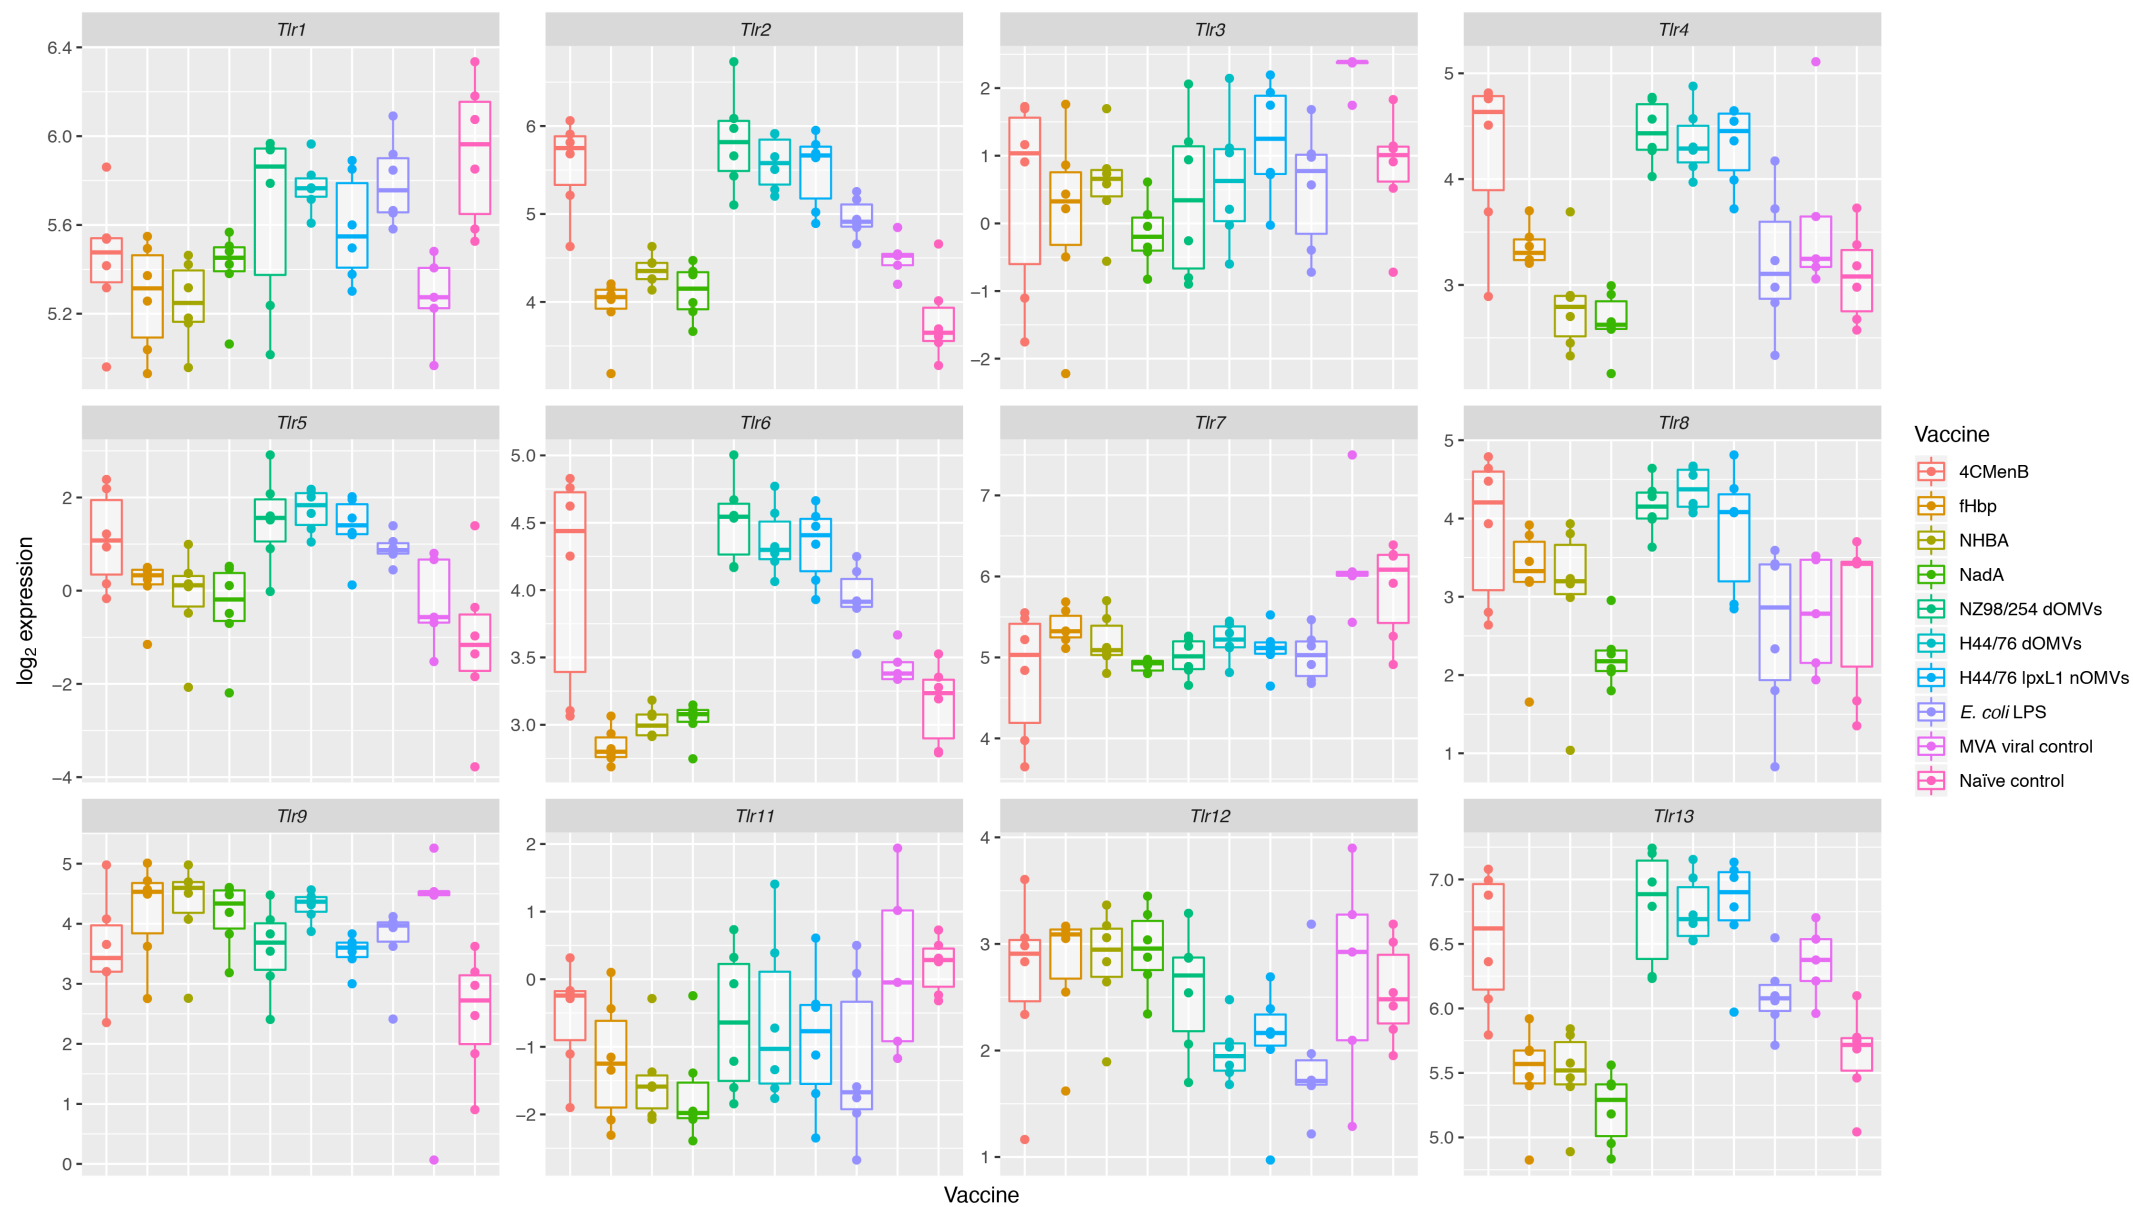 Tlr1
Tlr2
Tlr3
Tlr4
6.4
6.0
5.6
5.2
6
5
4
2
1
0
−1
−2
5
4
3
Tlr5
Tlr6
Tlr7
Tlr8
2
0
−2
−4
5.0
4.5
4.0
3.5
3.0
7
6
5
4
5
4
3
2
1
Tlr9
Tlr11
Tlr12
Tlr13
5
4
3
2
1
0
2
1
0
−1
−2
4
3
2
1
7.0
6.5
6.0
5.5
5.0
log2 expression
Vaccine
Vaccine
4CMenB
fHbp
NHBA
NadA
NZ98/254 dOMVs
H44/76 dOMVs
H44/76 lpxL1 nOMVs
E. coli LPS
MVA viral control
Naïve control